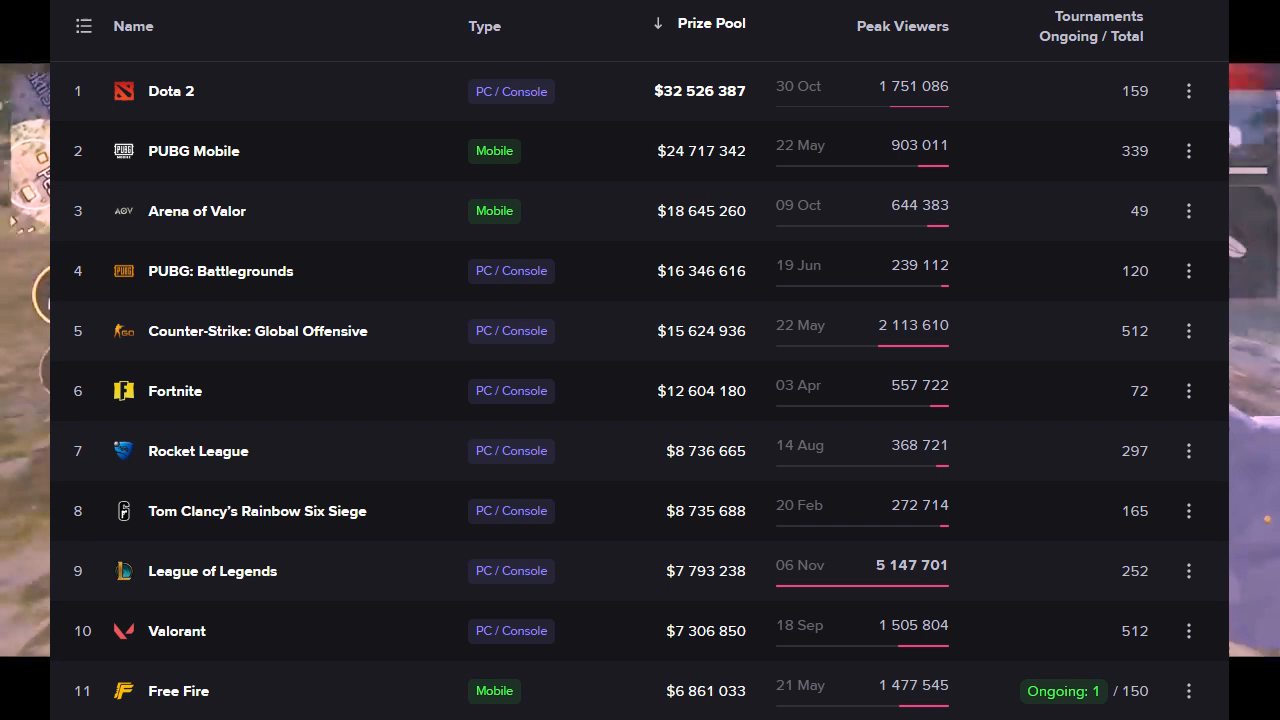 Name Type ↓ Prize Pool Peak Viewers Tournaments
Ongoing / Total
1 Dota 2 PC / Console $32 526 387 30 Oct 1 751 086 159
2 PUBG MOBILE PUBG Mobile Mobile $24 717 342 22 May 903 011 339
3 AOV Arena of Valor Mobile $18 645 260 09 Oct 644 383 49
4 PUBG PUBG: Battlegrounds PC / Console $16 346 616 19 Jun 239 112 120
5 GO Counter-Strike: Global Offensive PC / Console $15 624 936 22 May 2 113 610 512
6 F Fortnite PC / Console $12 604 180 03 Apr 557 722 72
7 Rocket League PC / Console $8 736 665 14 Aug 368 721 297
8 Tom Clancy’s Rainbow Six Siege PC / Console $8 735 688 20 Feb 272 714 165
9 League of Legends PC / Console $7 793 238 06 Nov 5 147 701 252
10 Valorant PC / Console $7 306 850 18 Sep 1 505 804 512
11 Free Fire Mobile $6 861 033 21 May 1 477 545 Ongoing: 1 / 150